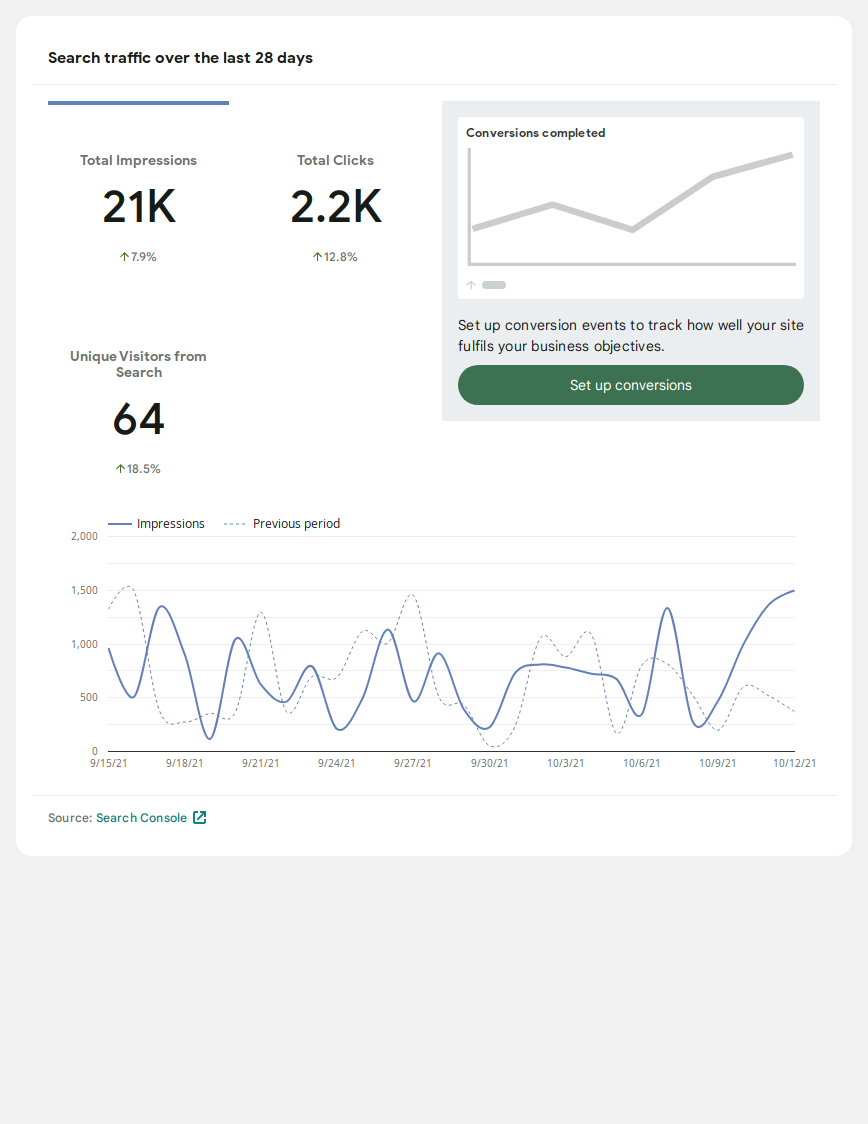 Search traffic over the last 28 days
Total Impressions
21K
↑7.9%
Total Clicks
2.2K
↑12.8%
Unique Visitors from
Search
64
↑18.5%
Conversions completed
↑
Set up conversion events to track how well your site
fulfils your business objectives.
Set up conversions
Impressions Previous period
2,000
1,500
1,000
500
0
9/15/21 9/18/21 9/21/21 9/24/21 9/27/21 9/30/21 10/3/21 10/6/21 10/9/21 10/12/21
Source: Search Console